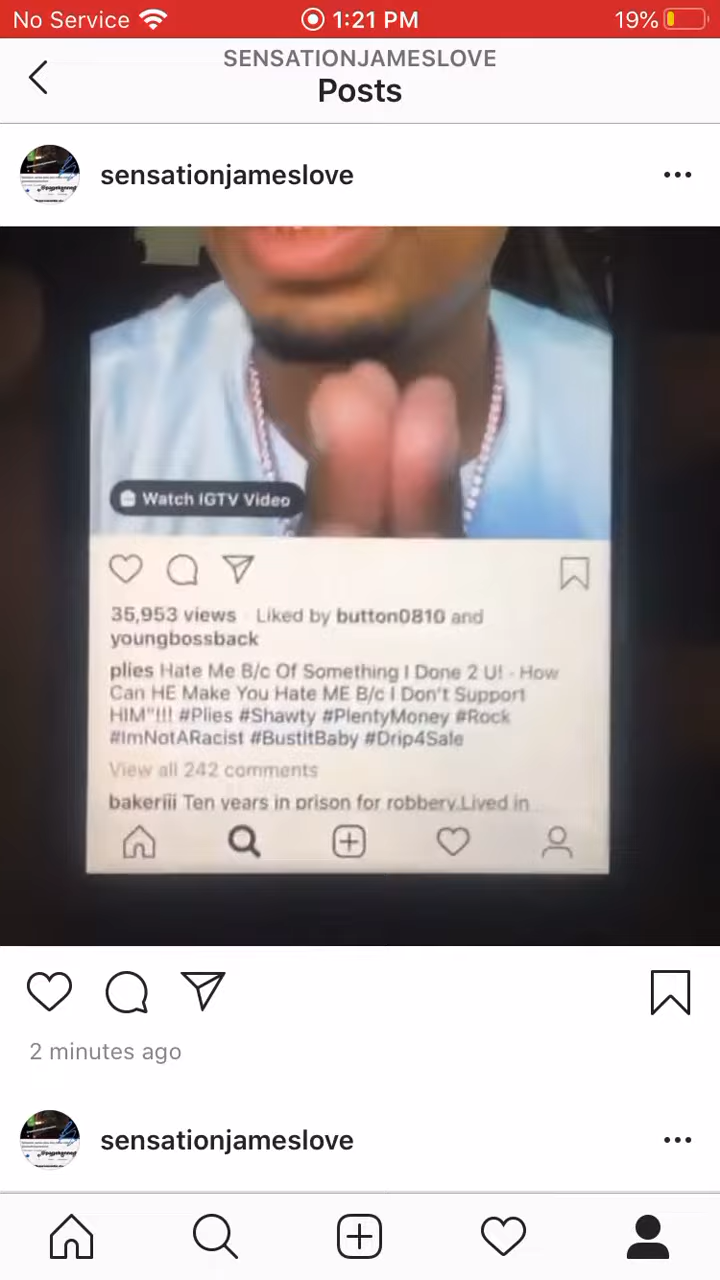 No Service 1:21 PM 19%
SENSATIONJAMESLOVE
Posts
sensationjameslove
Watch IGTV Video
35,953 views · Liked by button0810 and
youngbossback
plies Hate Me B/c Of Something I Done 2 U! - How
Can HE Make You Hate ME B/c I Don't Support
HIM"!!! #Plies #Shawty #PlentyMoney #Rock
#ImNotARacist #BustitBaby #Drip4Sale
View all 242 comments
bakeriii Ten years in prison for robbery.Lived in
2 minutes ago
sensationjameslove